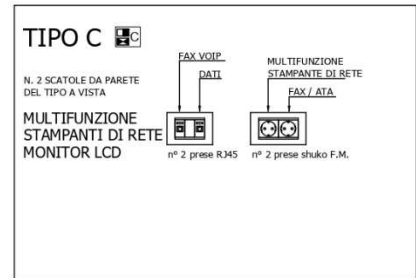 TIPO C C
FAX VOIP
DATI
MULTIFUNZIONE
STAMPANTE DI RETE
FAX / ATA
N. 2 SCATOLE DA PARETE
DEL TIPO A VISTA
MULTIFUNZIONE
STAMPANTI DI RETE
MONITOR LCD
n° 2 prese RJ45
n° 2 prese shuko F.M.